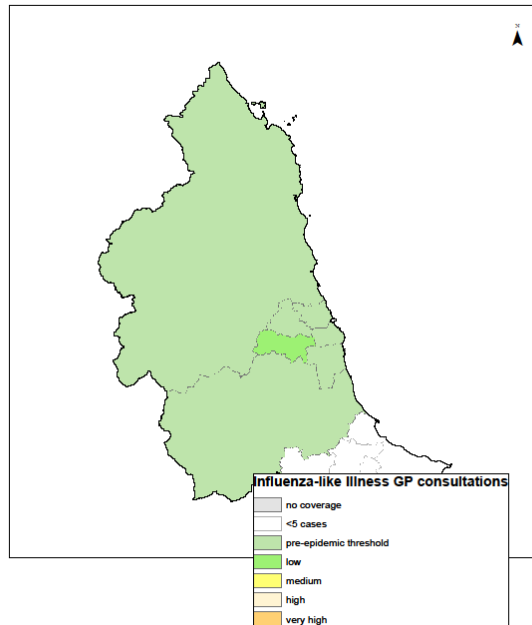 Influenza-like Illness GP consultations
no coverage
<5 cases
pre-epidemic threshold
low
medium
high
very high